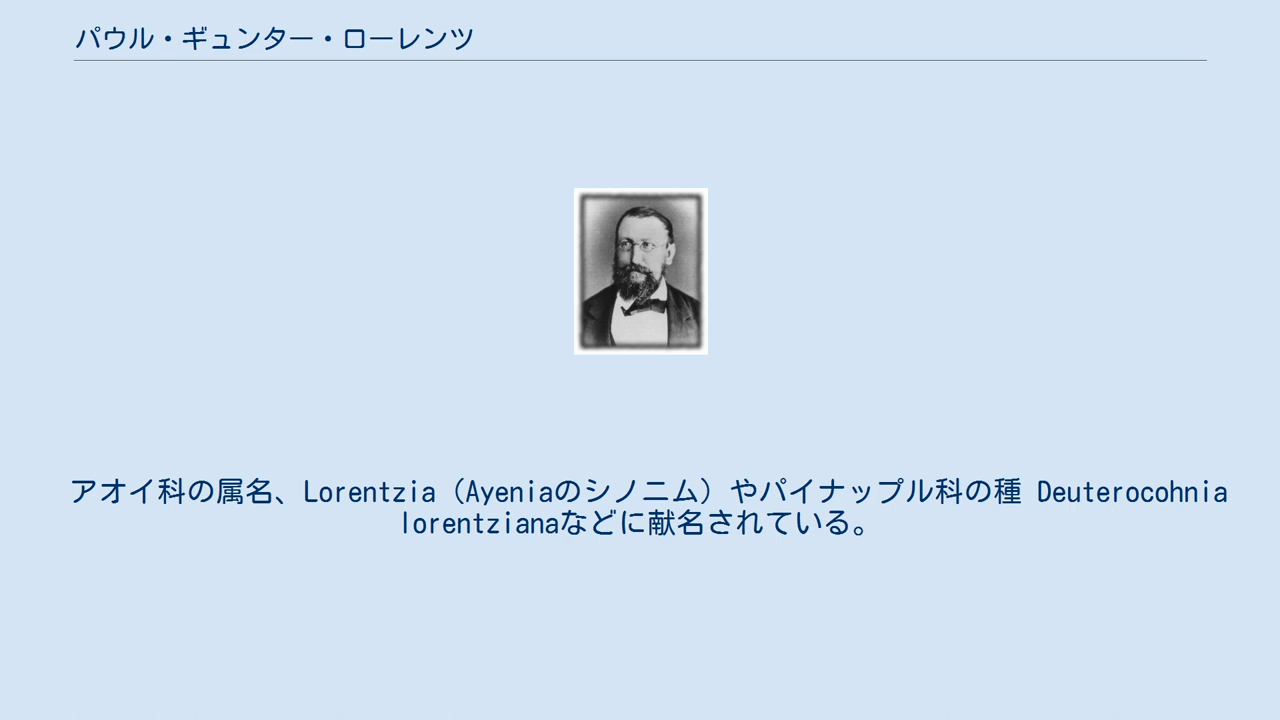 パウル・ギュンター・ローレンツ
アオイ科の属名、Lorentzia（Ayeniaのシノニム）やパイナップル科の種 Deuterocohnia
lorentzianaなどに献名されている。